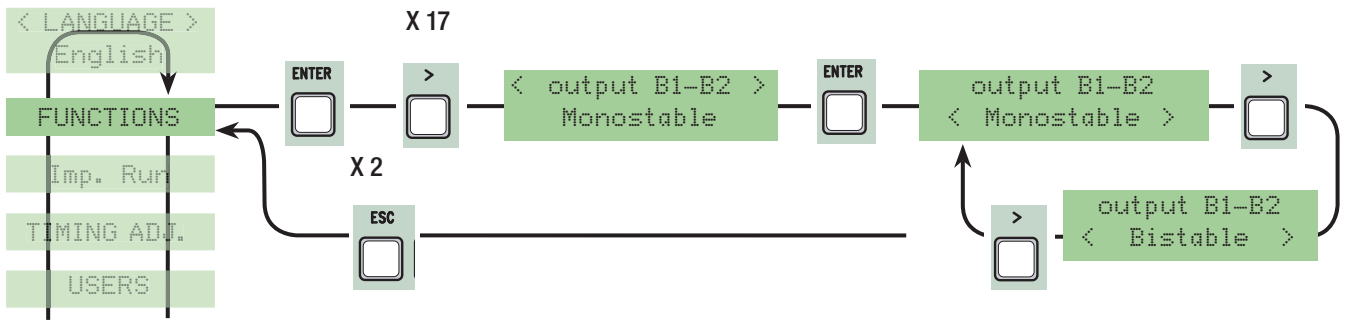 < LANGUAGE >
English
FUNCTIONS
Imp. Run
TIMING ADJ.
USERS
X 17
ENTER
>
< output B1–B2 >
Monostable
ENTER
output B1–B2
< Monostable >
>
X 2
ESC
>
output B1–B2
< Bistable >